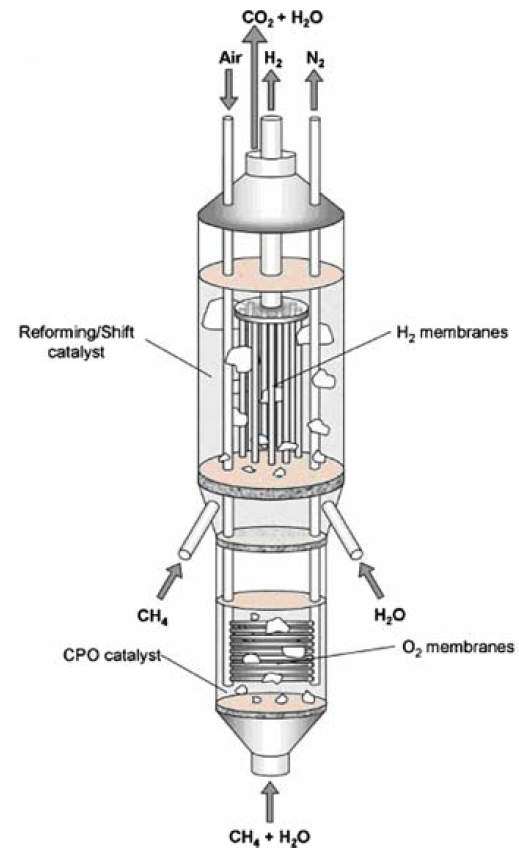 CO₂ + H₂O
Air H₂ N₂
Reforming/Shift
catalyst
H₂ membranes
CH₄
H₂O
CPO catalyst
O₂ membranes
CH₄ + H₂O